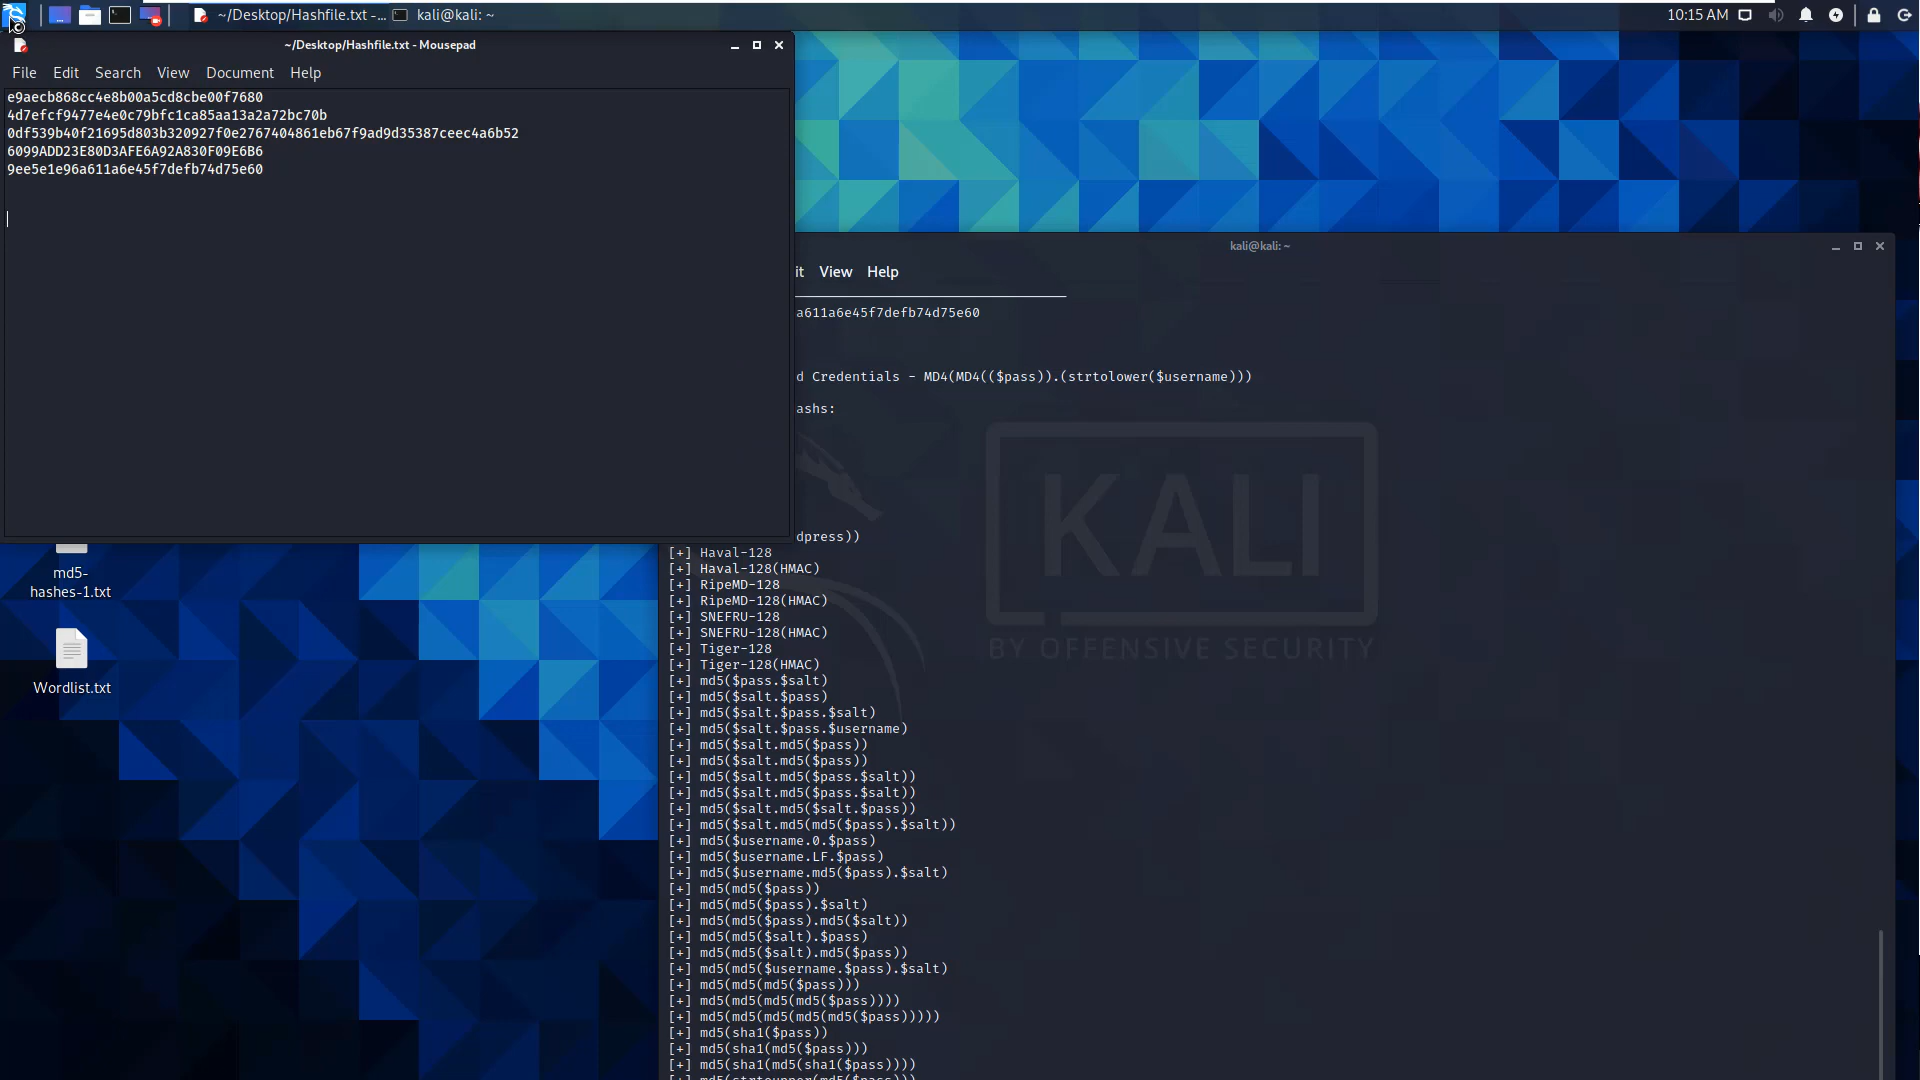 ~/Desktop/Hashfile.txt -...
kali@kali: ~
10:15 AM
~/Desktop/Hashfile.txt - Mousepad
File Edit Search View Document Help
e9aecb868cc4e8b00a5cd8cbe00f7680
4d7efcf9477e4e0c79bfc1ca85aa13a2a72bc70b
0df539b40f21695d803b320927f0e2767404861eb67f9ad9d35387ceec4a6b52
6099ADD23E80D3AFE6A92A830F09E6B6
9ee5e1e96a611a6e45f7defb74d75e60
kali@kali: ~
it View Help
a611a6e45f7defb74d75e60
d Credentials - MD4(MD4(($pass)).(strtolower($username)))
ashs:
dpress))
[+] Haval-128
[+] Haval-128(HMAC)
[+] RipeMD-128
[+] RipeMD-128(HMAC)
[+] SNEFRU-128
[+] SNEFRU-128(HMAC)
[+] Tiger-128
[+] Tiger-128(HMAC)
[+] md5($pass.$salt)
[+] md5($salt.$pass)
[+] md5($salt.$pass.$salt)
[+] md5($salt.$pass.$username)
[+] md5($salt.md5($pass))
[+] md5($salt.md5($pass))
[+] md5($salt.md5($pass.$salt))
[+] md5($salt.md5($pass.$salt))
[+] md5($salt.md5($salt.$pass))
[+] md5($salt.md5(md5($pass).$salt))
[+] md5($username.0.$pass)
[+] md5($username.LF.$pass)
[+] md5($username.md5($pass).$salt)
[+] md5(md5($pass))
[+] md5(md5($pass).$salt)
[+] md5(md5($pass).md5($salt))
[+] md5(md5($salt).$pass)
[+] md5(md5($salt).md5($pass))
[+] md5(md5($username.$pass).$salt)
[+] md5(md5(md5($pass)))
[+] md5(md5(md5(md5($pass))))
[+] md5(md5(md5(md5(md5($pass)))))
[+] md5(sha1($pass))
[+] md5(sha1(md5($pass)))
[+] md5(sha1(md5(sha1($pass))))
[+] md5(strtoupper(md5($pass)))
KALI
BY OFFENSIVE SECURITY
md5-
hashes-1.txt
Wordlist.txt